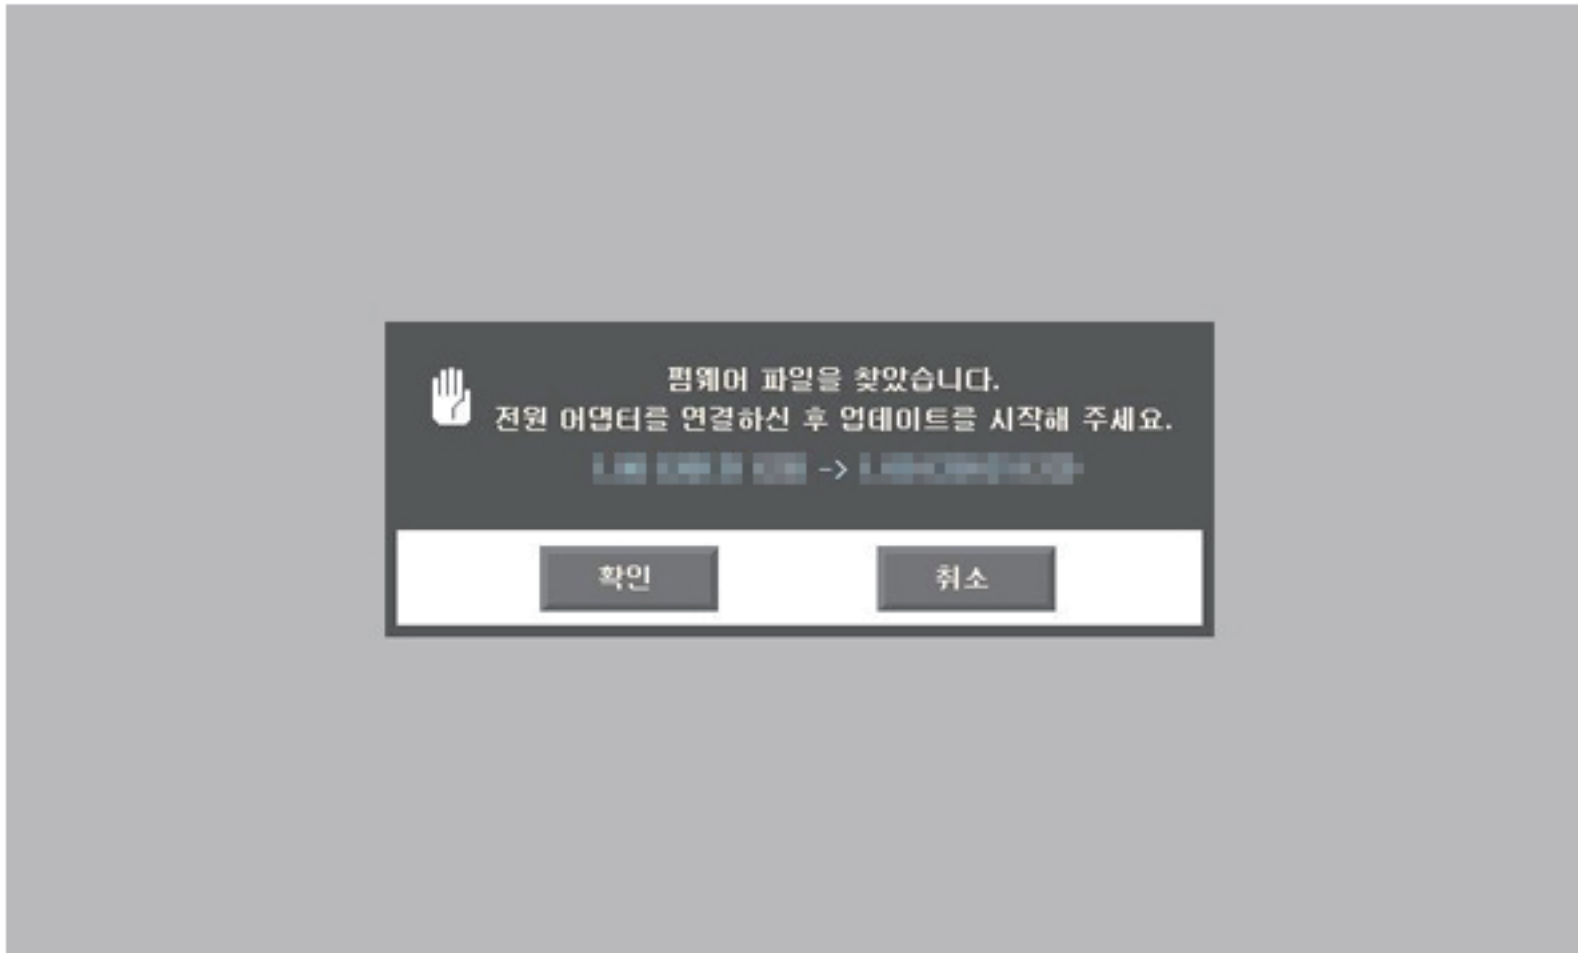 펌웨어 파일을 찾았습니다.
전원 어댑터를 연결하신 후 업데이트를 시작해 주세요.
->
확인
취소